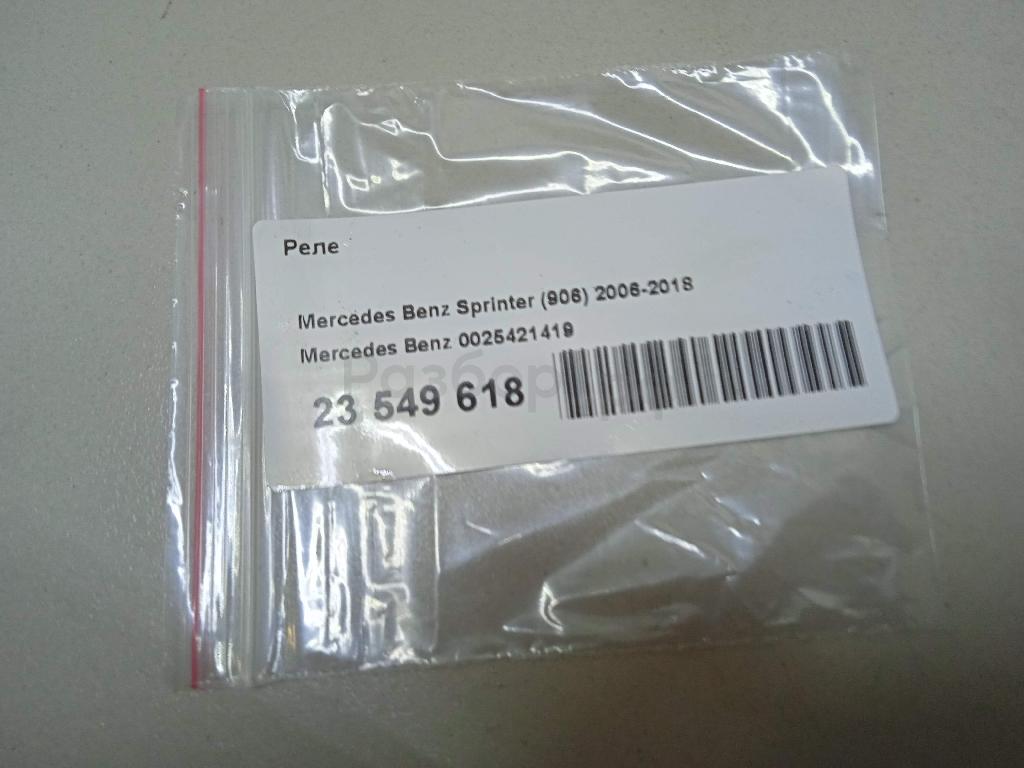 Реле
Mercedes Benz Sprinter (906) 2006-2018
Mercedes Benz 0025421419
23 549 618